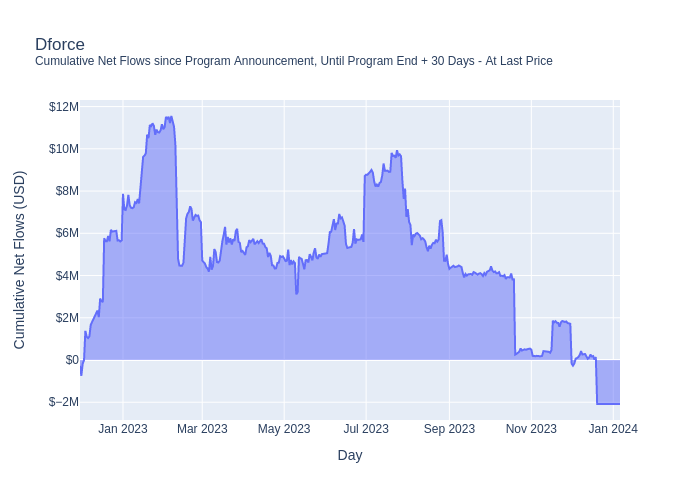 Dforce
Cumulative Net Flows since Program Announcement, Until Program End + 30 Days - At Last Price
Cumulative Net Flows (USD)
$12M
$10M
$8M
$6M
$4M
$2M
$0
$−2M
Jan 2023
Mar 2023
May 2023
Jul 2023
Sep 2023
Nov 2023
Jan 2024
Day